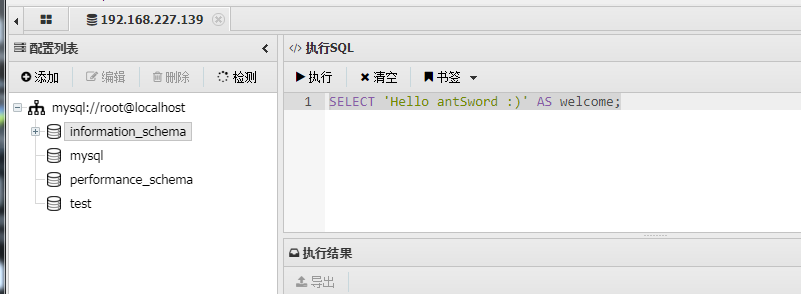 192.168.227.139
配置列表
添加 编辑 删除 检测
mysql://root@localhost
information_schema
mysql
performance_schema
test
</> 执行SQL
执行 清空 书签
1 SELECT 'Hello antSword :)' AS welcome;
执行结果
导出